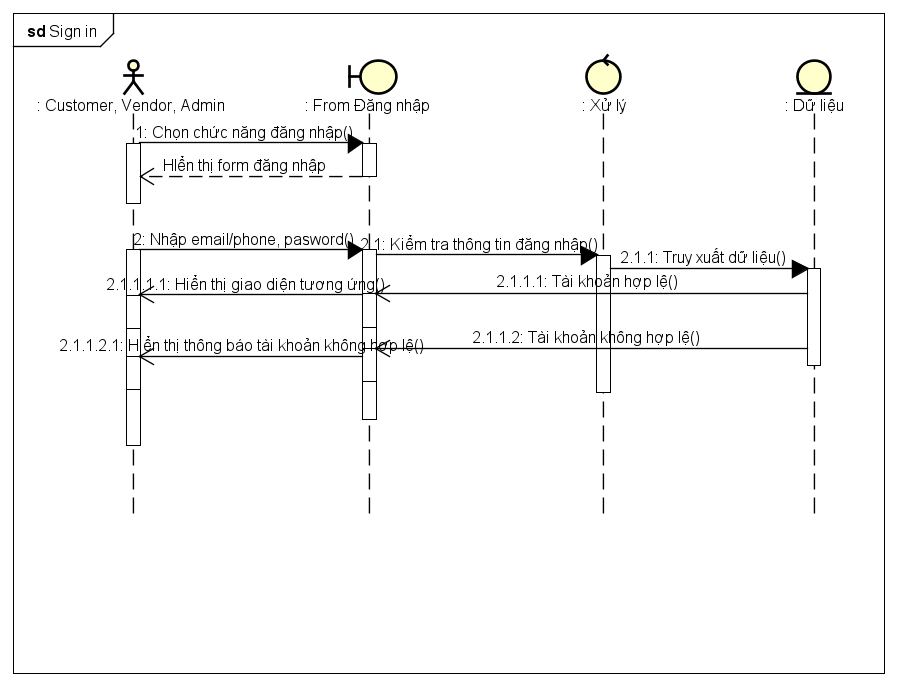 sd Sign in
: Customer, Vendor, Admin
: From Đăng nhập
: Xử lý
: Dữ liệu
1: Chọn chức năng đăng nhập()
HIển thị form đăng nhập
2: Nhập email/phone, pasword()
2.1: Kiểm tra thông tin đăng nhập()
2.1.1: Truy xuất dữ liệu()
2.1.1.1: Tài khoản hợp lệ()
2.1.1.1.1: Hiển thị giao diện tương ứng()
2.1.1.2: Tài khoản không hợp lệ()
2.1.1.2.1: Hiển thị thông báo tài khoản không hợp lệ()